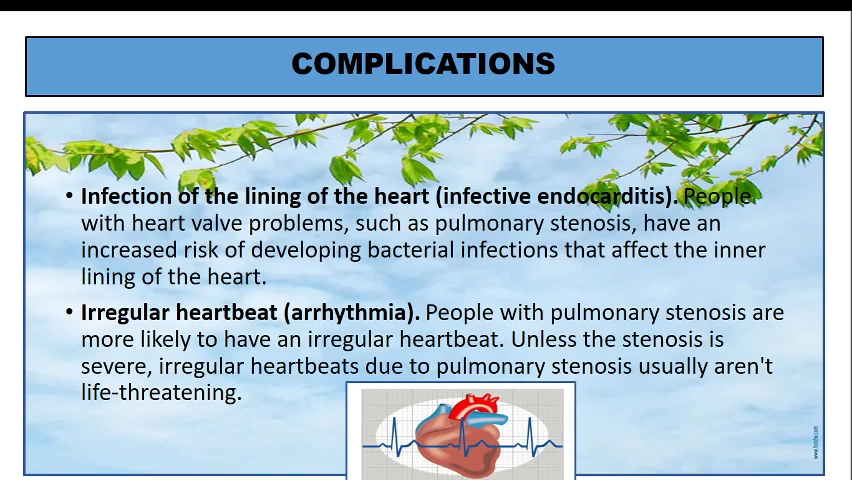 COMPLICATIONS
• Infection of the lining of the heart (infective endocarditis). People
with heart valve problems, such as pulmonary stenosis, have an
increased risk of developing bacterial infections that affect the inner
lining of the heart.
• Irregular heartbeat (arrhythmia). People with pulmonary stenosis are
more likely to have an irregular heartbeat. Unless the stenosis is
severe, irregular heartbeats due to pulmonary stenosis usually aren't
life-threatening.